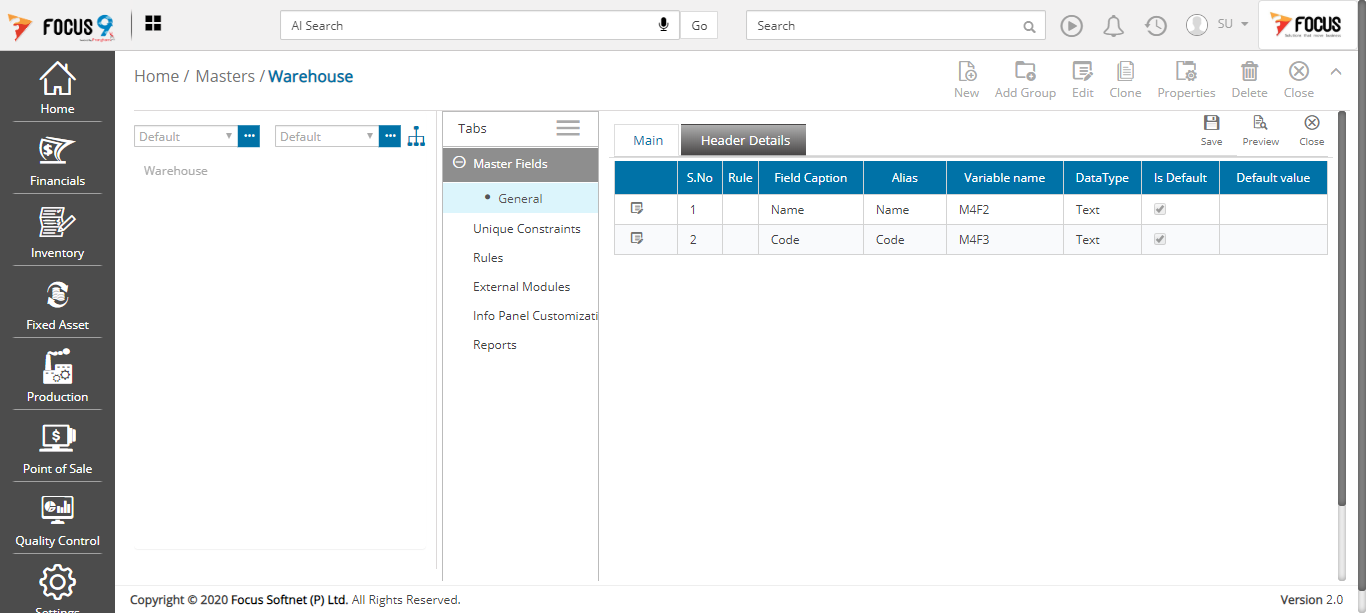 FOCUS 9
AI Search
Go
Search
SU
FOCUS
Home / Masters / Warehouse
New
Add Group
Edit
Clone
Properties
Delete
Close
Home
Financials
Inventory
Fixed Asset
Production
Point of Sale
Quality Control
Settings
Default
Default
Warehouse
Tabs
Master Fields
General
Unique Constraints
Rules
External Modules
Info Panel Customizati
Reports
Main
Header Details
Save
Preview
Close
S.No Rule Field Caption Alias Variable name DataType Is Default Default value
1 Name Name M4F2 Text
2 Code Code M4F3 Text
Copyright © 2020 Focus Softnet (P) Ltd. All Rights Reserved.
Version 2.0